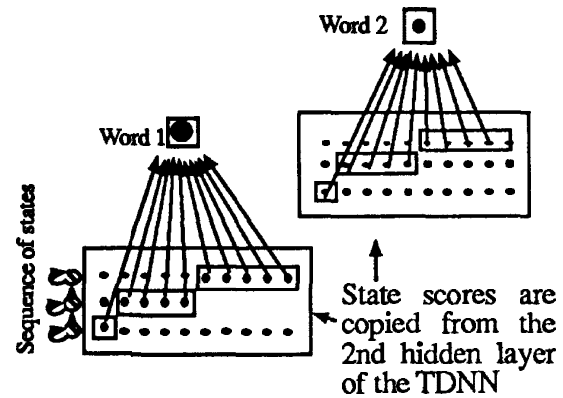 Word 2
Word 1
Sequence of states
State scores are
copied from the
2nd hidden layer
of the TDNN